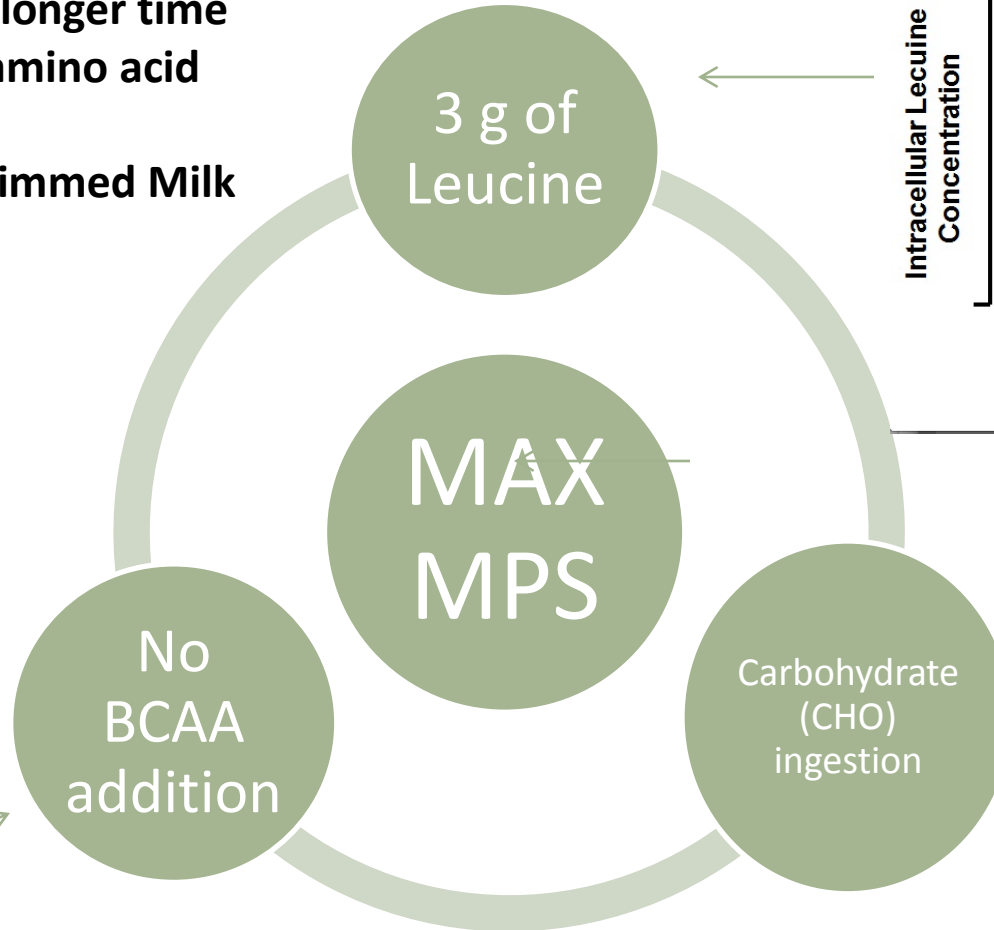 longer time
amino acid
immed Milk
3 g of
Leucine
Intracellular Lecuine
Concentration
MAX
MPS
No
BCAA
addition
Carbohydrate
(CHO)
ingestion